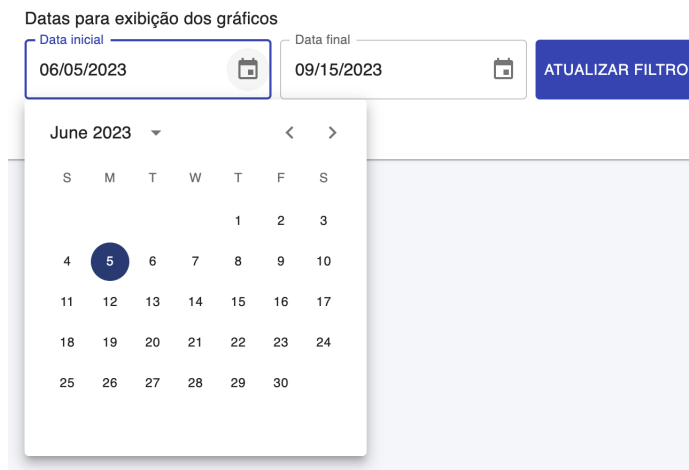 Datas para exibição dos gráficos
Data inicial
Data final
06/05/2023
09/15/2023
ATUALIZAR FILTRO
June 2023
S M T W T F S
1 2 3
4 5 6 7 8 9 10
11 12 13 14 15 16 17
18 19 20 21 22 23 24
25 26 27 28 29 30